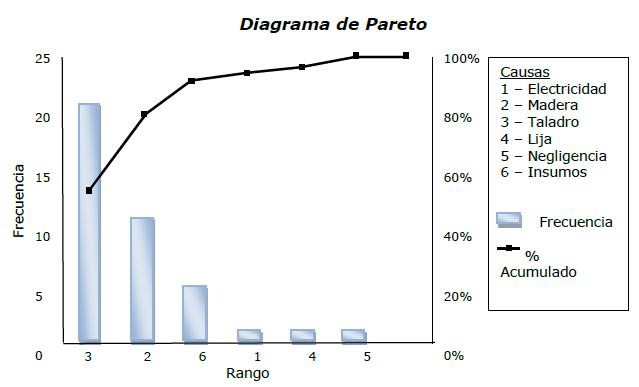 Diagrama de Pareto
25
20
15
10
5
0
Frecuencia
100%
80%
60%
40%
20%
0%
3 2 6 1 4 5
Rango
Causas
1 – Electricidad
2 – Madera
3 – Taladro
4 – Lija
5 – Negligencia
6 – Insumos
Frecuencia
%
Acumulado